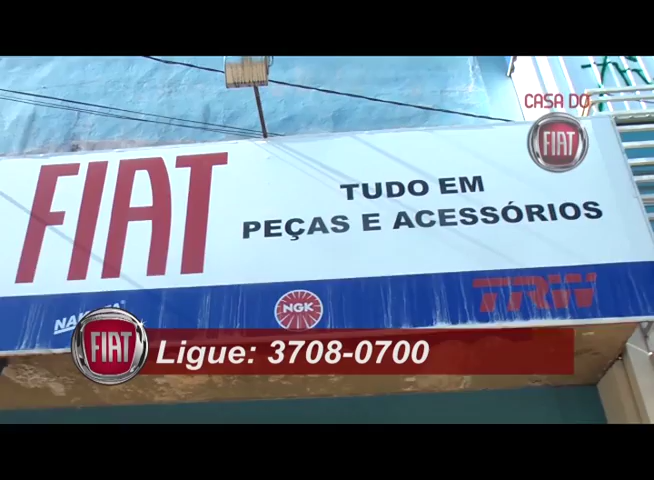 CASA DO
FIAT
FIAT
TUDO EM
PEÇAS E ACESSÓRIOS
NGK
TRW
FIAT
Ligue: 3708-0700